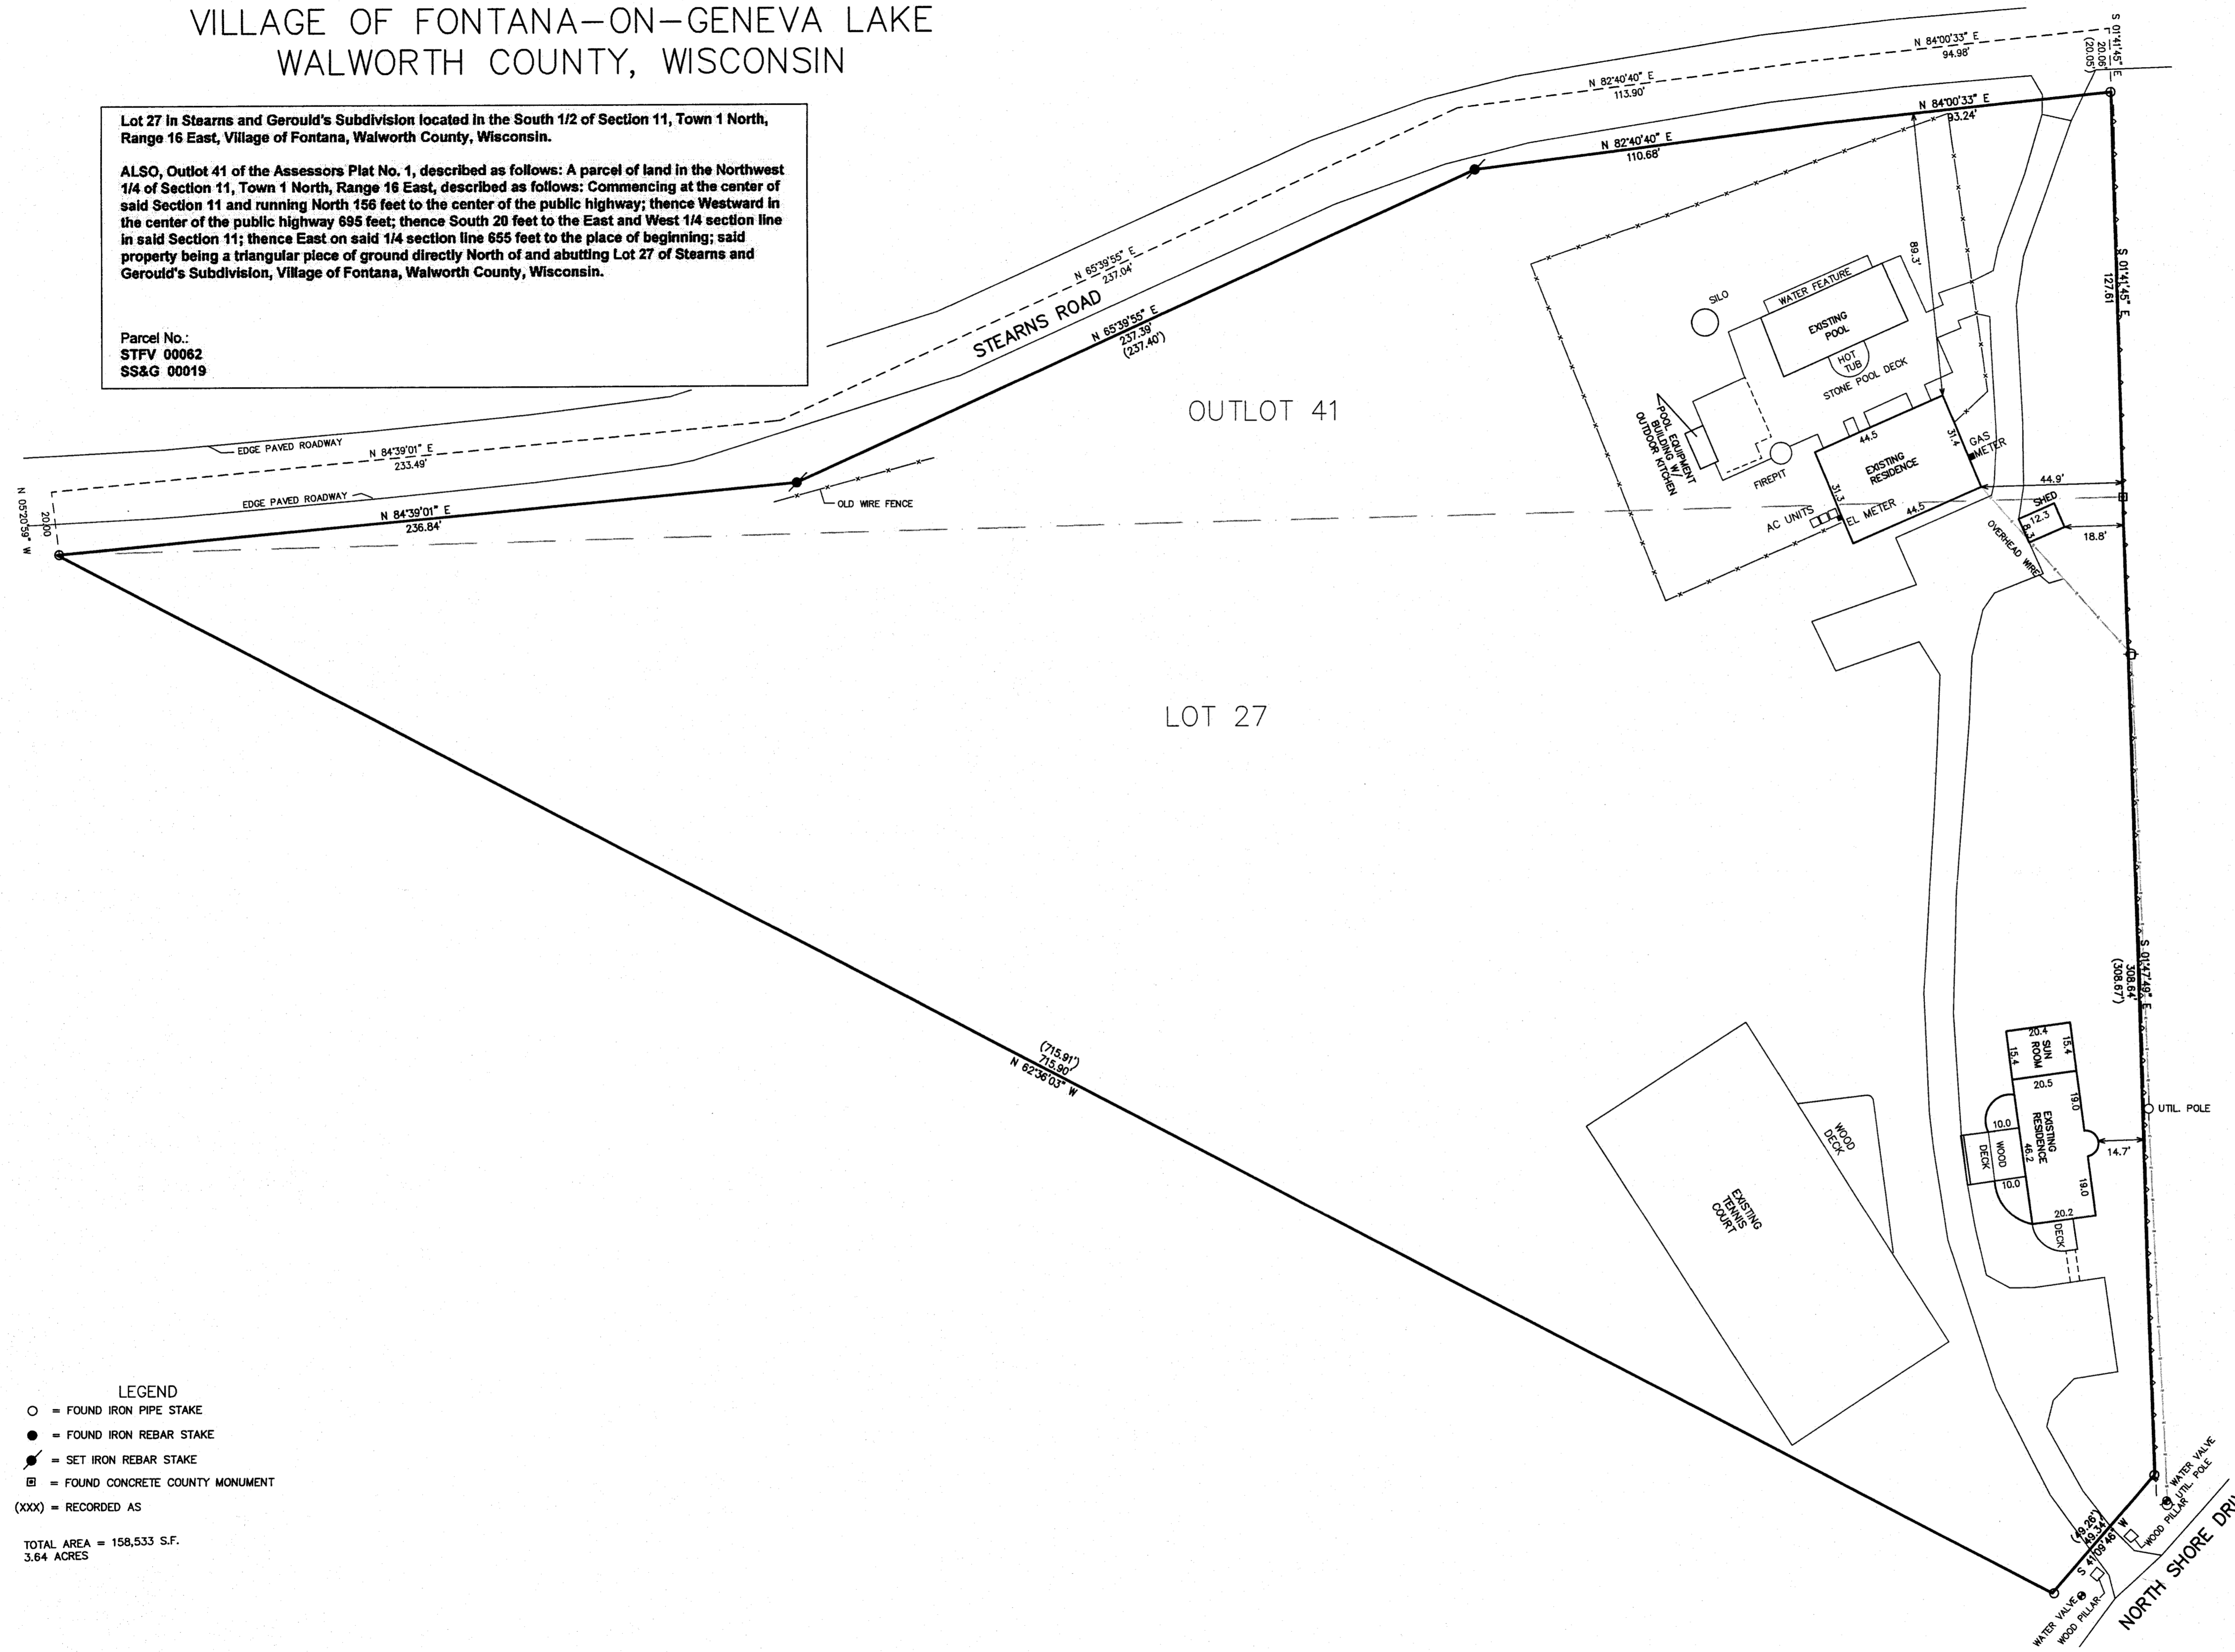 VILLAGE OF FONTANA-ON-GENEVA LAKE
WALWORTH COUNTY, WISCONSIN
Lot 27 in Stearns and Gerould's Subdivision located in the South 1/2 of Section 11, Town 1 North,
Range 16 East, Village of Fontana, Walworth County, Wisconsin.
ALSO, Outlot 41 of the Assessors Plat No. 1, described as follows: A parcel of land in the Northwest
1/4 of Section 11, Town 1 North, Range 16 East, described as follows: Commencing at the center of
said Section 11 and running North 156 feet to the center of the public highway; thence Westward in
the center of the public highway 695 feet; thence South 20 feet to the East and West 1/4 section line
in said Section 11; thence East on said 1/4 section line 655 feet to the place of beginning; said
property being a triangular piece of ground directly North of and abutting Lot 27 of Stearns and
Gerould's Subdivision, Village of Fontana, Walworth County, Wisconsin.
Parcel No.:
STFV 00062
SS&G 00019
S 01°41'45" E
20.06'
(20.05')
N 84°00'33" E
94.98'
N 82°40'40" E
113.90'
N 84°00'33" E
93.24'
N 82°40'40" E
110.68'
N 65°39'55" E
237.04'
STEARNS ROAD
N 65°39'55" E
237.39'
(237.40')
S 01°41'45" E
127.61
89.3'
SILO
WATER FEATURE
EXISTING
POOL
HOT
TUB
STONE POOL DECK
POOL EQUIPMENT
BUILDING W/
OUTDOOR KITCHEN
FIREPIT
44.5
31.4
GAS
METER
EXISTING
RESIDENCE
31.3
44.5
AC UNITS
EL METER
44.9'
SHED
12.3
8.3
18.8'
OVERHEAD WIRE
OUTLOT 41
EDGE PAVED ROADWAY
N 84°39'01" E
233.49'
EDGE PAVED ROADWAY
N 84°39'01" E
236.84'
OLD WIRE FENCE
N 05°20'59" W
20.00
LOT 27
S 01°47'49" E
308.64'
(308.67')
(715.91')
715.90'
N 62°36'03" W
20.4
SUN
ROOM
15.4
15.4
20.5
19.0
EXISTING
RESIDENCE
46.2
10.0
WOOD
DECK
10.0
19.0
20.2
DECK
14.7'
UTIL. POLE
WOOD
DECK
EXISTING
TENNIS
COURT
LEGEND
= FOUND IRON PIPE STAKE
= FOUND IRON REBAR STAKE
= SET IRON REBAR STAKE
= FOUND CONCRETE COUNTY MONUMENT
(XXX) = RECORDED AS
TOTAL AREA = 158,533 S.F.
3.64 ACRES
WATER VALVE
UTIL. POLE
WOOD PILLAR
(49.26')
49.34'
S 41°09'46" W
WATER VALVE
WOOD PILLAR
NORTH SHORE DRI